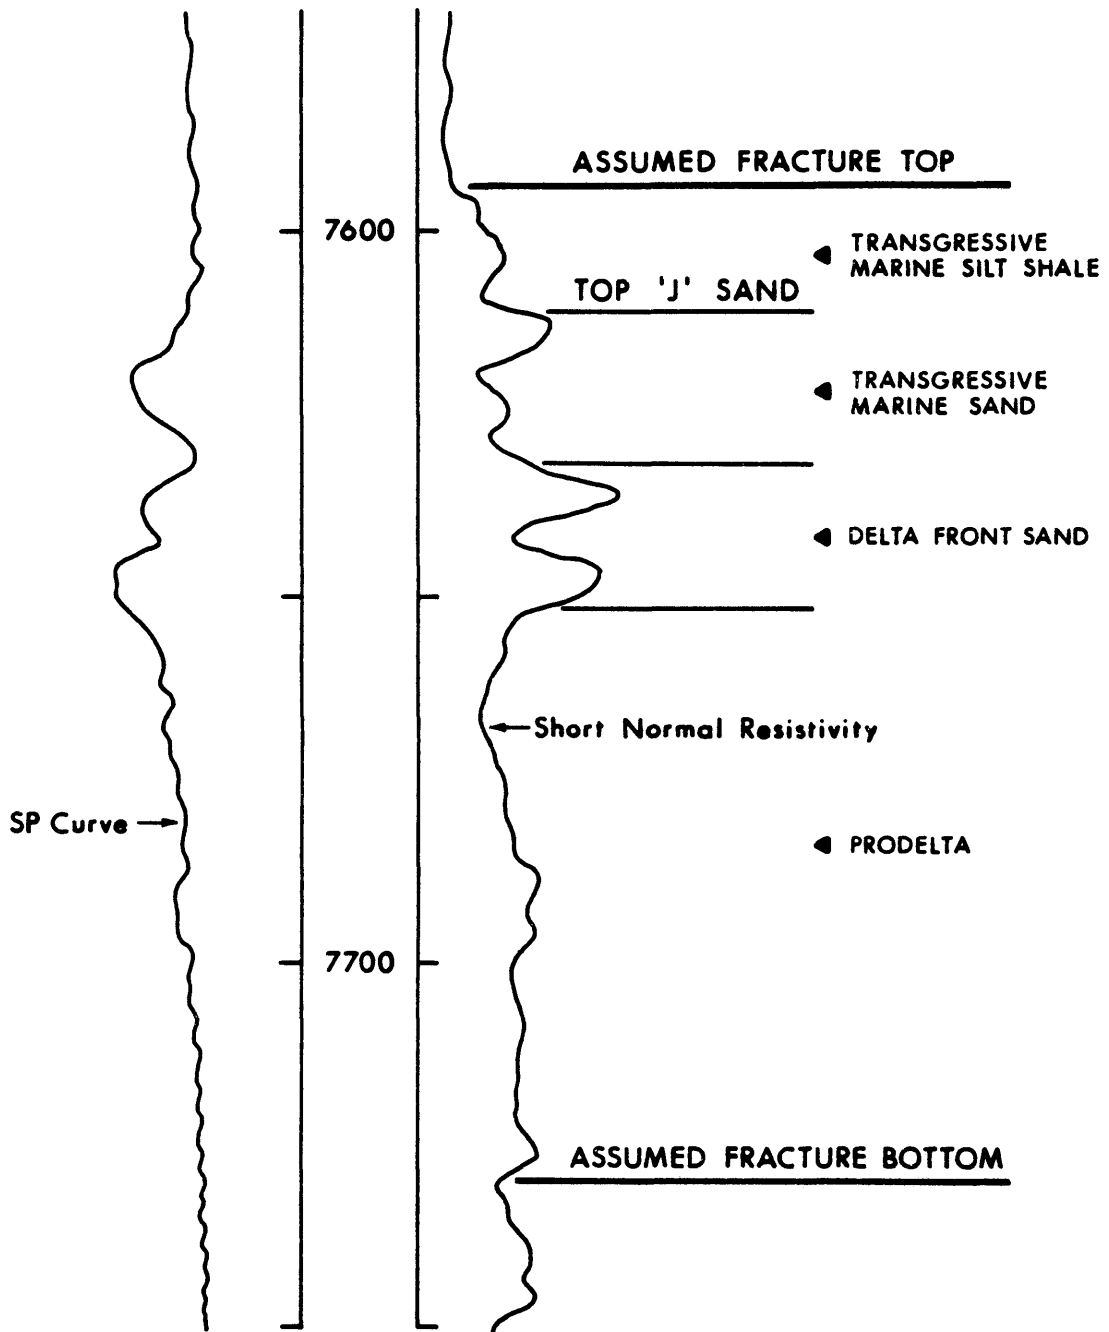 ASSUMED FRACTURE TOP
7600
TRANSGRESSIVE
MARINE SILT SHALE
TOP 'J' SAND
TRANSGRESSIVE
MARINE SAND
DELTA FRONT SAND
Short Normal Resistivity
SP Curve
PRODELTA
7700
ASSUMED FRACTURE BOTTOM